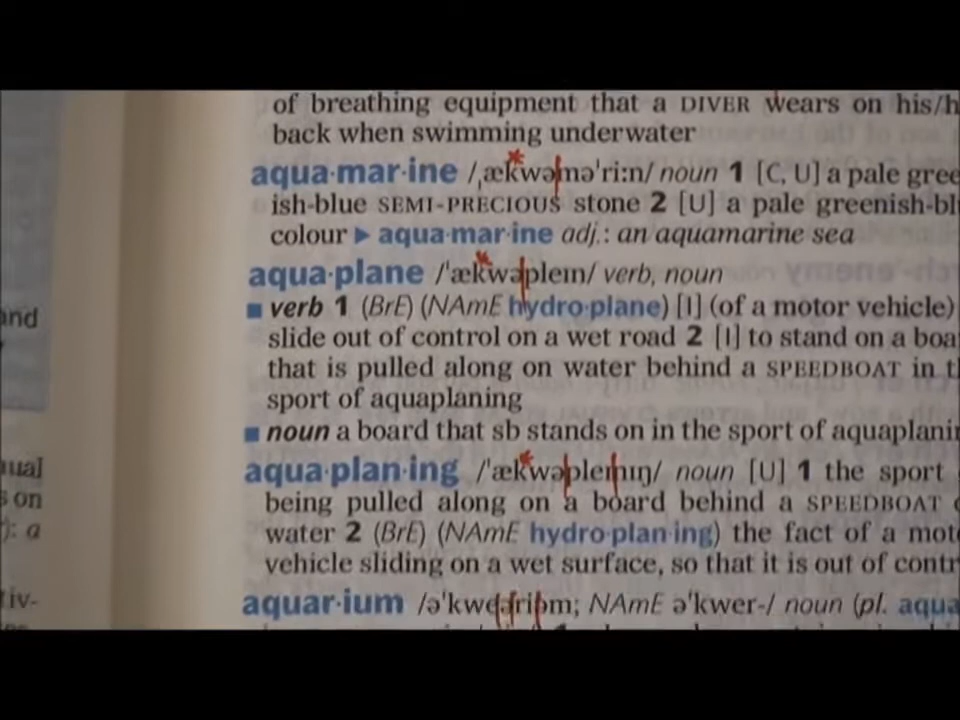 of breathing equipment that a DIVER wears on his/h
back when swimming underwater
aqua·mar·ine /ˌækwəməˈriːn/ noun 1 [C, U] a pale gree
ish-blue SEMI-PRECIOUS stone 2 [U] a pale greenish-bl
colour ▶ aqua·mar·ine adj.: an aquamarine sea
aqua·plane /ˈækwəpleɪn/ verb, noun
■ verb 1 (BrE) (NAmE hydro·plane) [I] (of a motor vehicle)
slide out of control on a wet road 2 [I] to stand on a boa
that is pulled along on water behind a SPEEDBOAT in t
sport of aquaplaning
■ noun a board that sb stands on in the sport of aquaplani
aqua·plan·ing /ˈækwəpleɪnɪŋ/ noun [U] 1 the sport
being pulled along on a board behind a SPEEDBOAT
water 2 (BrE) (NAmE hydro·plan·ing) the fact of a mot
vehicle sliding on a wet surface, so that it is out of contr
aquar·ium /əˈkweəriəm; NAmE əˈkwer-/ noun (pl. aqua
and
ual
s on
): a
tiv-